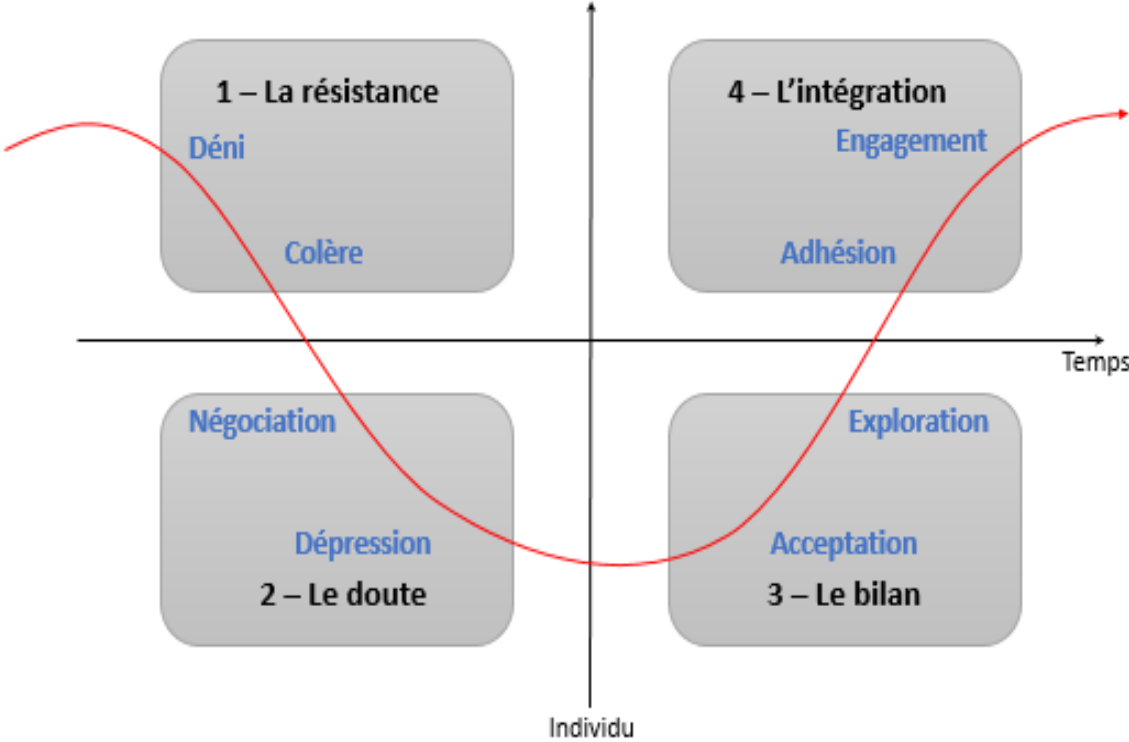 1 – La résistance
Déni
Colère
4 – L’intégration
Engagement
Adhésion
Temps
Négociation
Dépression
2 – Le doute
Exploration
Acceptation
3 – Le bilan
Individu